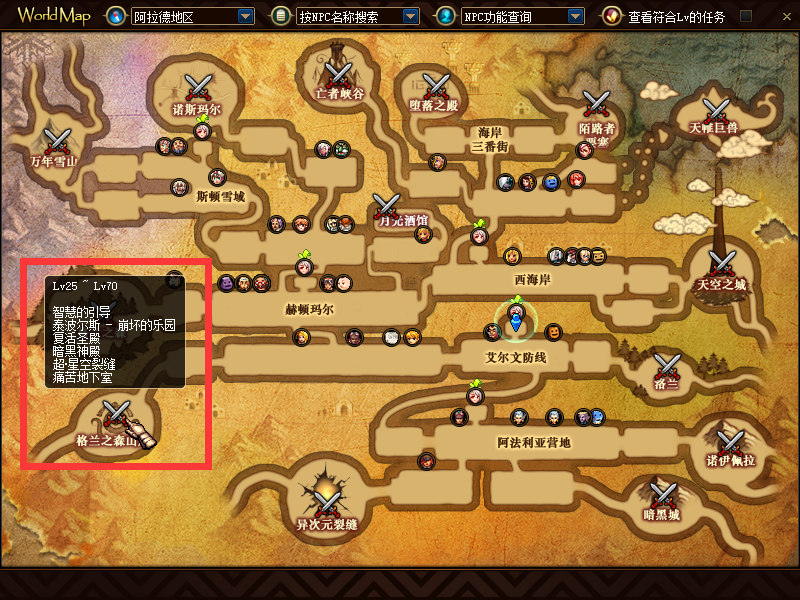 WorldMap
阿拉德地区
按NPC名称搜索
NPC功能查询
查看符合Lv的任务
诺斯玛尔
亡者峡谷
堕落之殿
海岸
三番街
陌路者
要塞
天帷巨兽
万年雪山
斯顿雪城
月光酒馆
西海岸
天空之城
Lv25 ~ Lv70
智慧的引导
泰波尔斯 - 崩坏的乐园
复活圣殿
暗黑神殿
超·星空裂缝
痛苦地下室
赫顿玛尔
艾尔文防线
格兰
格兰之森
阿法利亚营地
诺伊佩拉
异次元裂缝
暗黑城